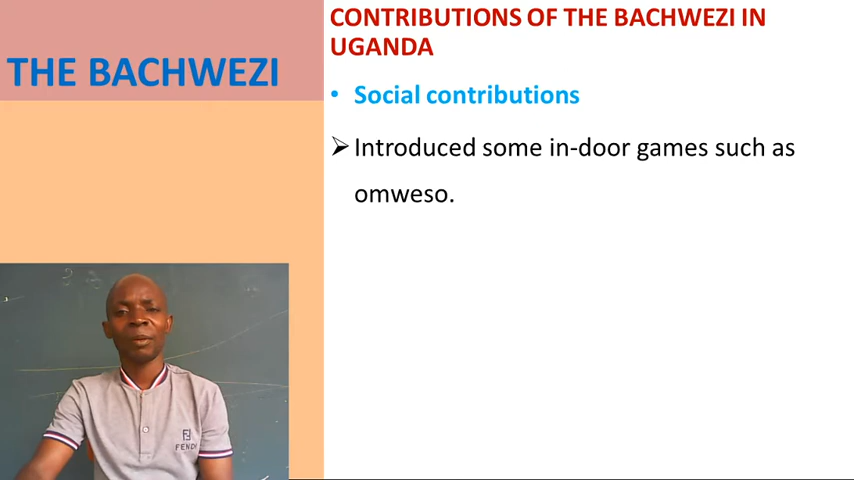 THE BACHWEZI
CONTRIBUTIONS OF THE BACHWEZI IN
UGANDA
• Social contributions
➢ Introduced some in-door games such as
omweso.
FENDI